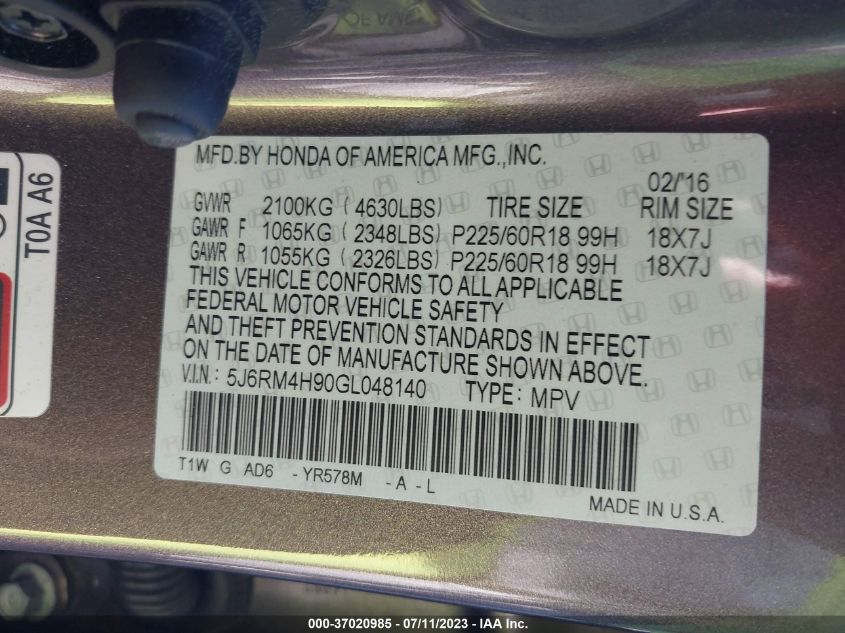 OF AM
T0A A6
MFD.BY HONDA OF AMERICA MFG.,INC.
02/'16
GVWR 2100KG ( 4630LBS) TIRE SIZE RIM SIZE
GAWR F 1065KG ( 2348LBS) P225/60R18 99H 18X7J
GAWR R 1055KG ( 2326LBS) P225/60R18 99H 18X7J
THIS VEHICLE CONFORMS TO ALL APPLICABLE
FEDERAL MOTOR VEHICLE SAFETY
AND THEFT PREVENTION STANDARDS IN EFFECT
ON THE DATE OF MANUFACTURE SHOWN ABOVE.
V.I.N: 5J6RM4H90GL048140 TYPE: MPV
T1W G AD6 - YR578M - A - L
MADE IN U.S.A.
000-37020985 - 07/11/2023 - IAA Inc.